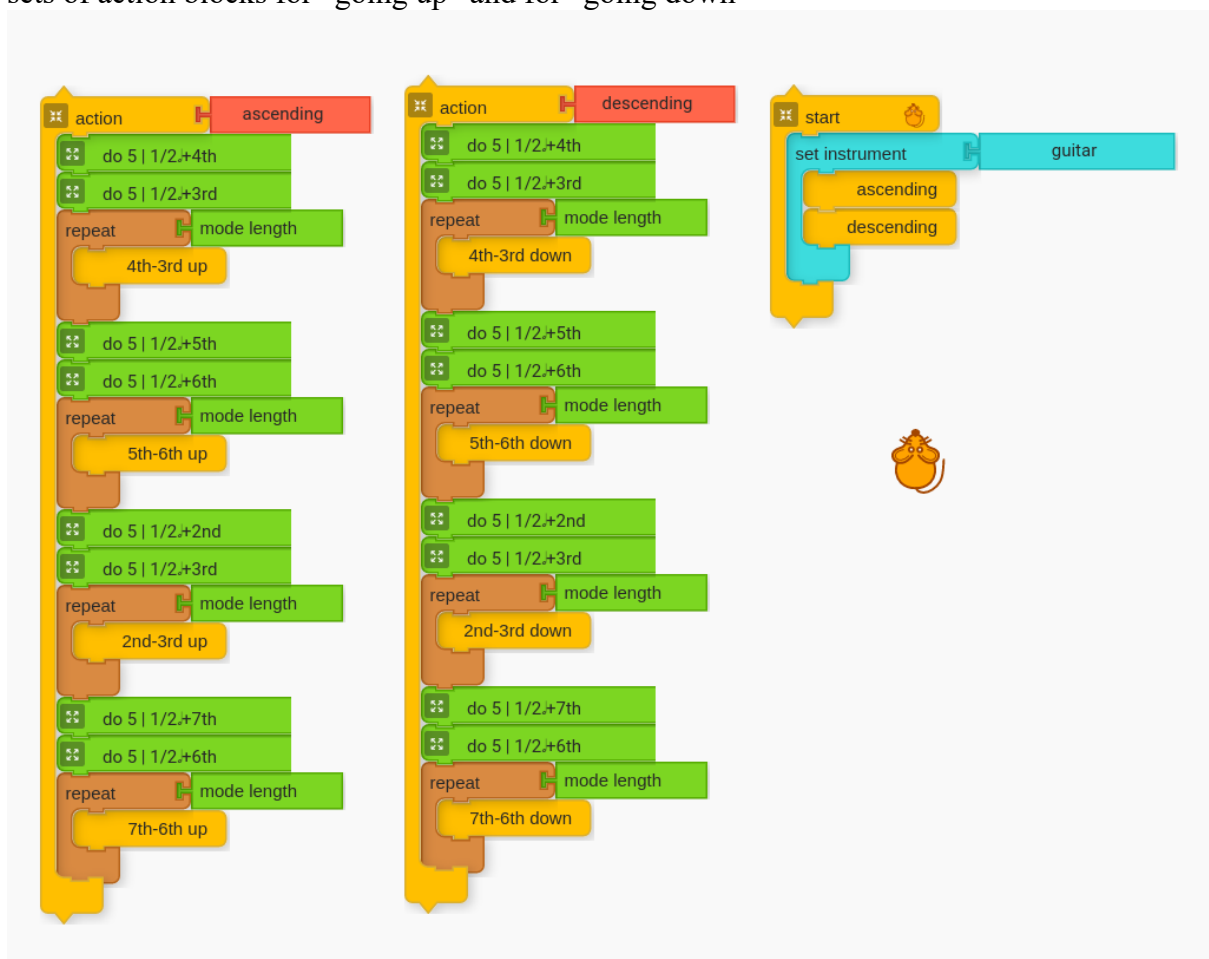 sets of action blocks for "going up" and for "going down"
action ascending
do 5 | 1/2♩+4th
do 5 | 1/2♩+3rd
repeat mode length
4th-3rd up
do 5 | 1/2♩+5th
do 5 | 1/2♩+6th
repeat mode length
5th-6th up
do 5 | 1/2♩+2nd
do 5 | 1/2♩+3rd
repeat mode length
2nd-3rd up
do 5 | 1/2♩+7th
do 5 | 1/2♩+6th
repeat mode length
7th-6th up
action descending
do 5 | 1/2♩+4th
do 5 | 1/2♩+3rd
repeat mode length
4th-3rd down
do 5 | 1/2♩+5th
do 5 | 1/2♩+6th
repeat mode length
5th-6th down
do 5 | 1/2♩+2nd
do 5 | 1/2♩+3rd
repeat mode length
2nd-3rd down
do 5 | 1/2♩+7th
do 5 | 1/2♩+6th
repeat mode length
7th-6th down
start
set instrument guitar
ascending
descending